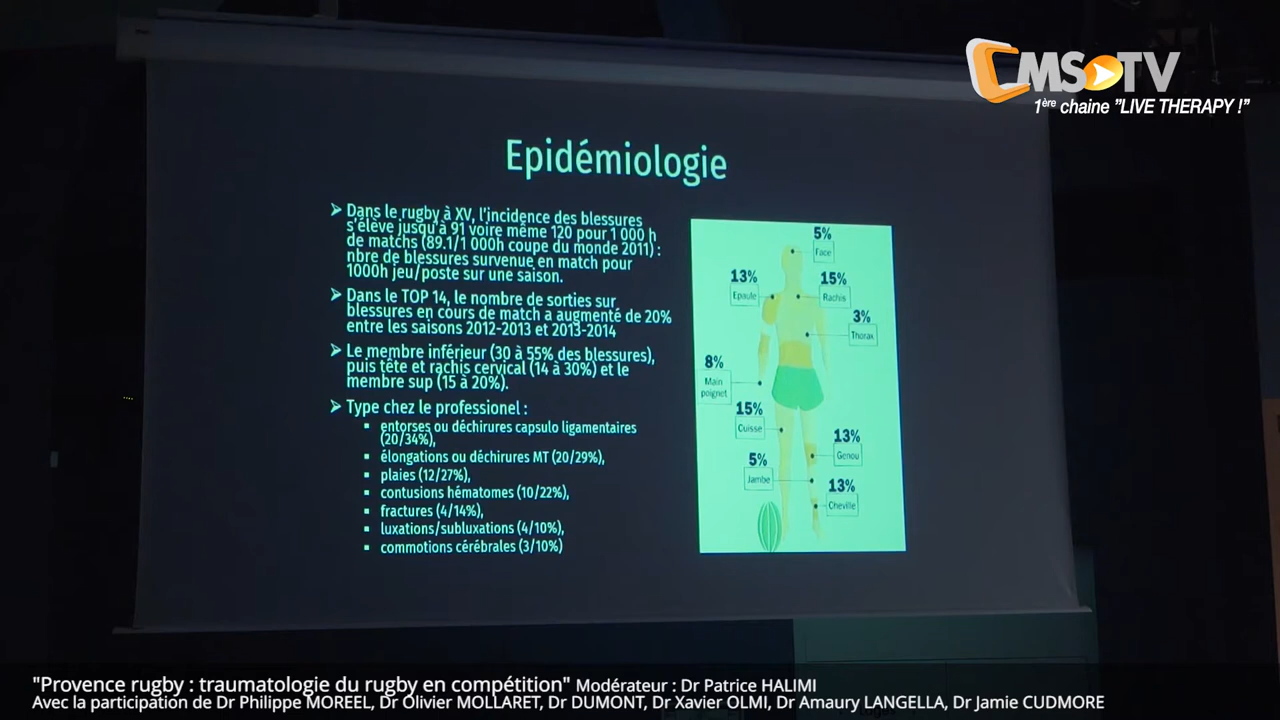 CMS TV
1ère chaine "LIVE THERAPY !"
Epidémiologie
➤ Dans le rugby à XV, l'incidence des blessures
s'élève jusqu'à 91 voire même 120 pour 1 000 h
de matchs (89.1/1 000h coupe du monde 2011) :
nbre de blessures survenue en match pour
1000h jeu/poste sur une saison.
➤ Dans le TOP 14, le nombre de sorties sur
blessures en cours de match a augmenté de 20%
entre les saisons 2012-2013 et 2013-2014
➤ Le membre inférieur (30 à 55% des blessures),
puis tête et rachis cervical (14 à 30%) et le
membre sup (15 à 20%).
➤ Type chez le professionel :
▪ entorses ou déchirures capsulo ligamentaires
(20/34%),
▪ élongations ou déchirures MT (20/29%),
▪ plaies (12/27%),
▪ contusions hématomes (10/22%),
▪ fractures (4/14%),
▪ luxations/subluxations (4/10%),
▪ commotions cérébrales (3/10%)
5%
Face
13%
Epaule
15%
Rachis
3%
Thorax
8%
Main
poignet
15%
Cuisse
13%
Genou
5%
Jambe
13%
Cheville
"Provence rugby : traumatologie du rugby en compétition" Modérateur : Dr Patrice HALIMI
Avec la participation de Dr Philippe MOREEL, Dr Olivier MOLLARET, Dr DUMONT, Dr Xavier OLMI, Dr Amaury LANGELLA, Dr Jamie CUDMORE